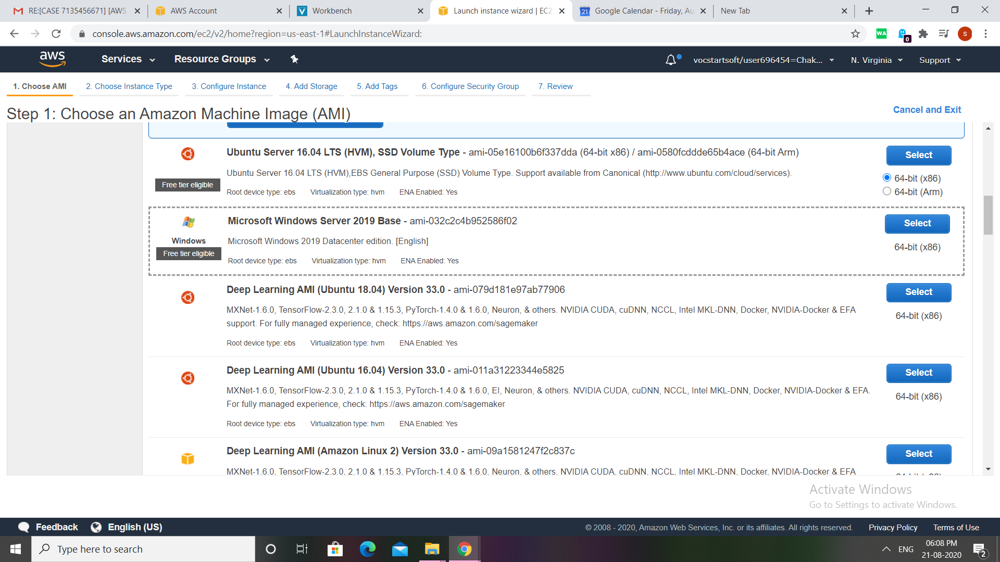 RE:[CASE 7135456671] [AWS
AWS Account
Workbench
Launch instance wizard | EC2
Google Calendar - Friday, Au
New Tab
console.aws.amazon.com/ec2/v2/home?region=us-east-1#LaunchInstanceWizard:
WA
0
S
aws
Services
Resource Groups
vocstartsoft/user696454=Chak...
N. Virginia
Support
1. Choose AMI
2. Choose Instance Type
3. Configure Instance
4. Add Storage
5. Add Tags
6. Configure Security Group
7. Review
Step 1: Choose an Amazon Machine Image (AMI)
Cancel and Exit
Ubuntu Server 16.04 LTS (HVM), SSD Volume Type - ami-05e16100b6f337dda (64-bit x86) / ami-0580fcddde65b4ace (64-bit Arm)
Select
Ubuntu Server 16.04 LTS (HVM),EBS General Purpose (SSD) Volume Type. Support available from Canonical (http://www.ubuntu.com/cloud/services).
64-bit (x86)
Free tier eligible
Root device type: ebs Virtualization type: hvm ENA Enabled: Yes
64-bit (Arm)
Microsoft Windows Server 2019 Base - ami-032c2c4b952586f02
Select
Windows
Microsoft Windows 2019 Datacenter edition. [English]
64-bit (x86)
Free tier eligible
Root device type: ebs Virtualization type: hvm ENA Enabled: Yes
Deep Learning AMI (Ubuntu 18.04) Version 33.0 - ami-079d181e97ab77906
Select
MXNet-1.6.0, TensorFlow-2.3.0, 2.1.0 & 1.15.3, PyTorch-1.4.0 & 1.6.0, Neuron, & others. NVIDIA CUDA, cuDNN, NCCL, Intel MKL-DNN, Docker, NVIDIA-Docker & EFA
64-bit (x86)
support. For fully managed experience, check: https://aws.amazon.com/sagemaker
Root device type: ebs Virtualization type: hvm ENA Enabled: Yes
Deep Learning AMI (Ubuntu 16.04) Version 33.0 - ami-011a31223344e5825
Select
MXNet-1.6.0, TensorFlow-2.3.0, 2.1.0 & 1.15.3, PyTorch-1.4.0 & 1.6.0, EI, Neuron, & others. NVIDIA CUDA, cuDNN, NCCL, Intel MKL-DNN, Docker, NVIDIA-Docker & EFA.
64-bit (x86)
For fully managed experience, check: https://aws.amazon.com/sagemaker
Root device type: ebs Virtualization type: hvm ENA Enabled: Yes
Deep Learning AMI (Amazon Linux 2) Version 33.0 - ami-09a1581247f2c837c
Select
MXNet-1.6.0, TensorFlow-2.3.0, 2.1.0 & 1.15.3, PyTorch-1.4.0 & 1.6.0, Neuron, & others. NVIDIA CUDA, cuDNN, NCCL, Intel MKL-DNN, Docker, NVIDIA-Docker & EFA
Activate Windows
Go to Settings to activate Windows.
Feedback
English (US)
© 2008 - 2020, Amazon Web Services, Inc. or its affiliates. All rights reserved.
Privacy Policy
Terms of Use
Type here to search
ENG
06:08 PM
21-08-2020
2